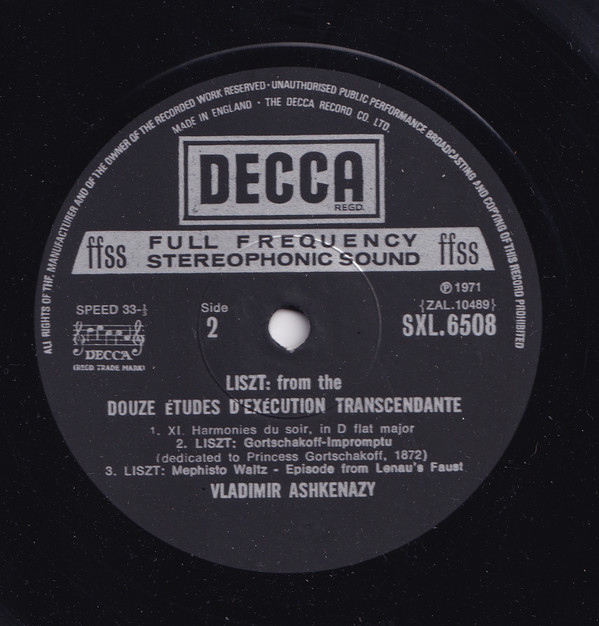 ALL RIGHTS OF THE MANUFACTURER AND OF THE OWNER OF THE RECORDED WORK RESERVED · UNAUTHORISED PUBLIC PERFORMANCE BROADCASTING AND COPYING OF THIS RECORD PROHIBITED
MADE IN ENGLAND · THE DECCA RECORD CO. LTD.
DECCA
REGD.
ffss FULL FREQUENCY STEREOPHONIC SOUND ffss
SPEED 33-⅓
DECCA
(REGD. TRADE MARK)
Side
2
Ⓟ 1971
{ZAL.10489}
SXL.6508
LISZT: from the
DOUZE ÉTUDES D'EXÉCUTION TRANSCENDANTE
1. XI. Harmonies du soir, in D flat major
2. LISZT: Gortschakoff-Impromptu
(dedicated to Princess Gortschakoff, 1872)
3. LISZT: Mephisto Waltz - Episode from Lenau's Faust
VLADIMIR ASHKENAZY